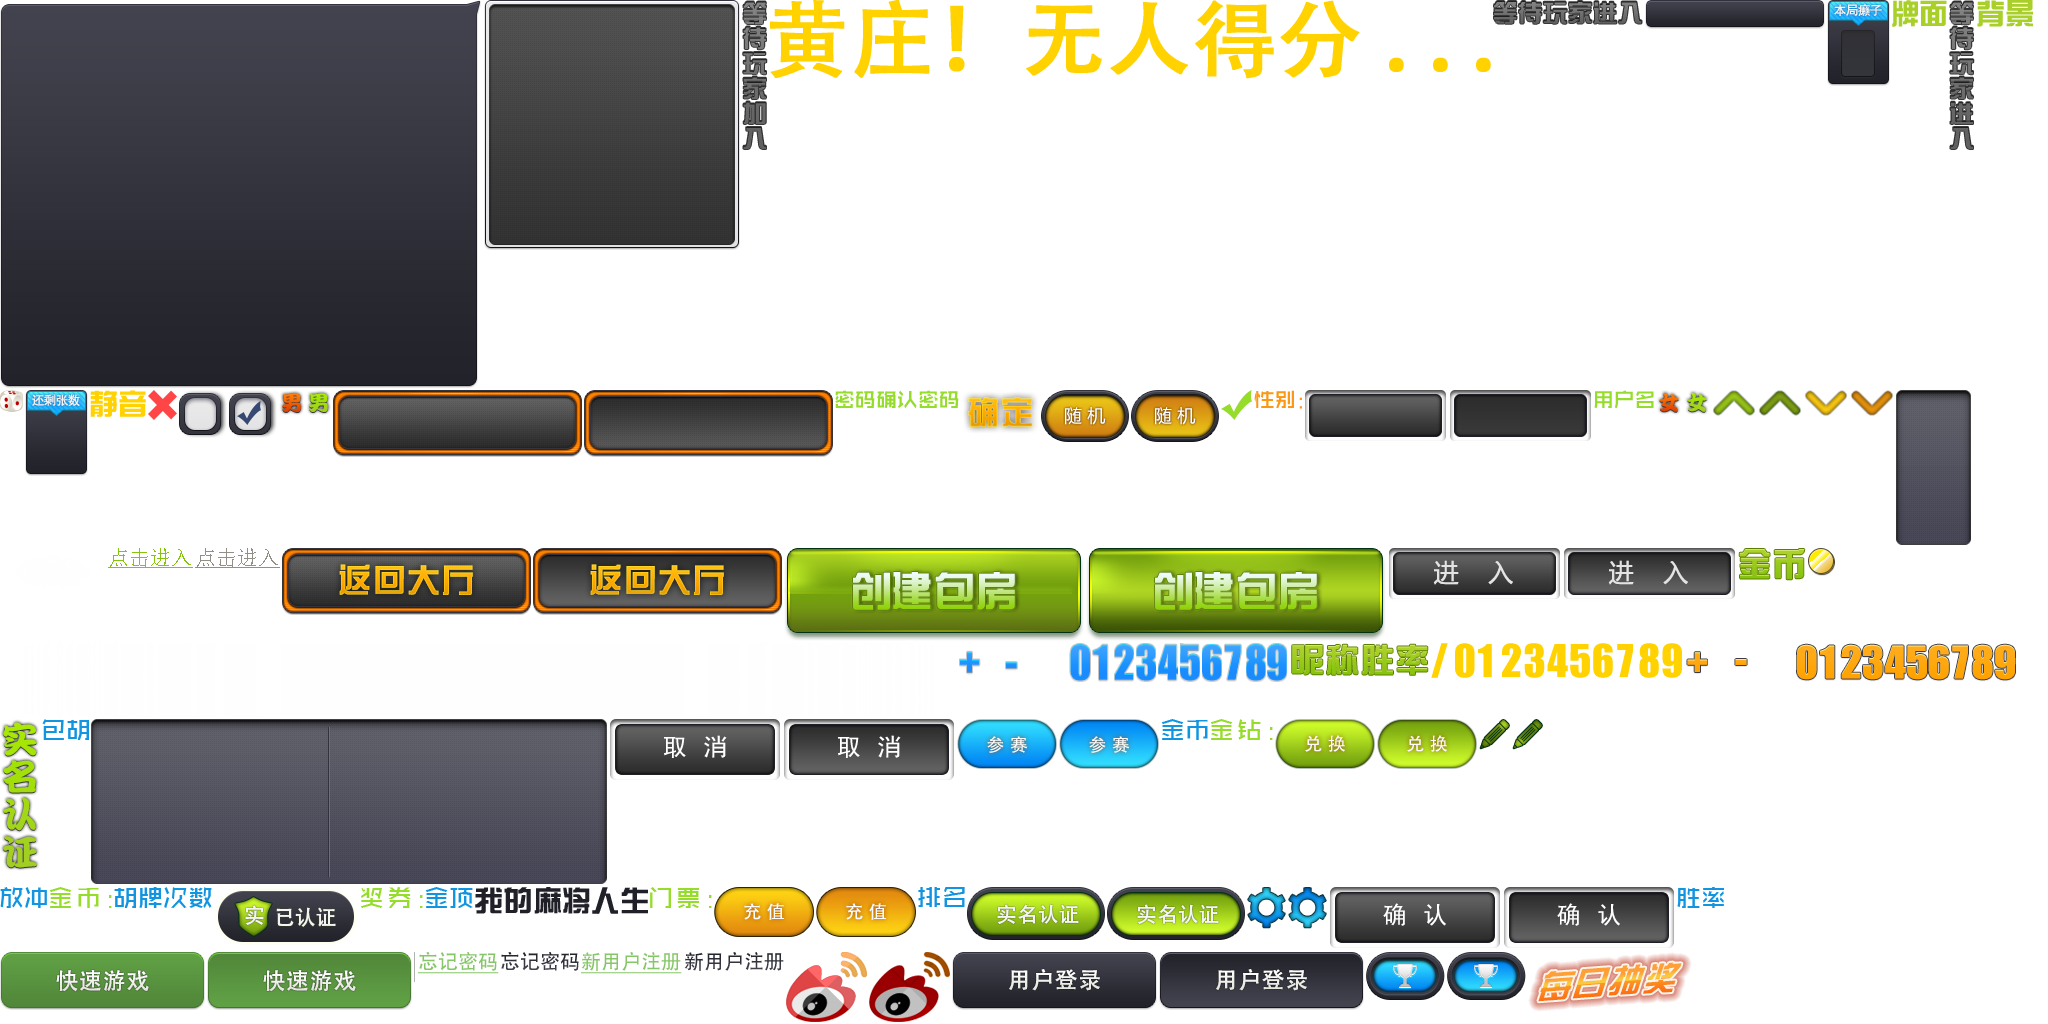 等待玩家加入
黄庄！无人得分...
等待玩家进入
本局癞子
牌面
等待玩家进入
背景
还剩张数
静音
男
男
密码确认密码
确定
随机
随机
性别:
用户名
女
女
点击进入
点击进入
返回大厅
返回大厅
创建包房
创建包房
进 入
进 入
金币
+ - 0123456789
昵称胜率
/0123456789
+ - 0123456789
实名认证
包胡
取 消
取 消
参赛
参赛
金币
金钻:
兑换
兑换
放冲
金币:
胡牌次数
实 已认证
奖券:
金顶
我的麻将人生
门票:
充值
充值
排名
实名认证
实名认证
确 认
确 认
胜率
快速游戏
快速游戏
忘记密码
忘记密码
新用户注册
新用户注册
用户登录
用户登录
每日抽奖